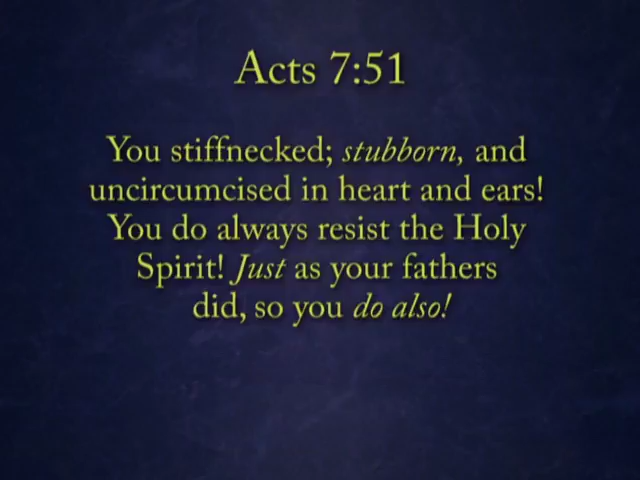 Acts 7:51
You stiffnecked; stubborn, and
uncircumcised in heart and ears!
You do always resist the Holy
Spirit! Just as your fathers
did, so you do also!